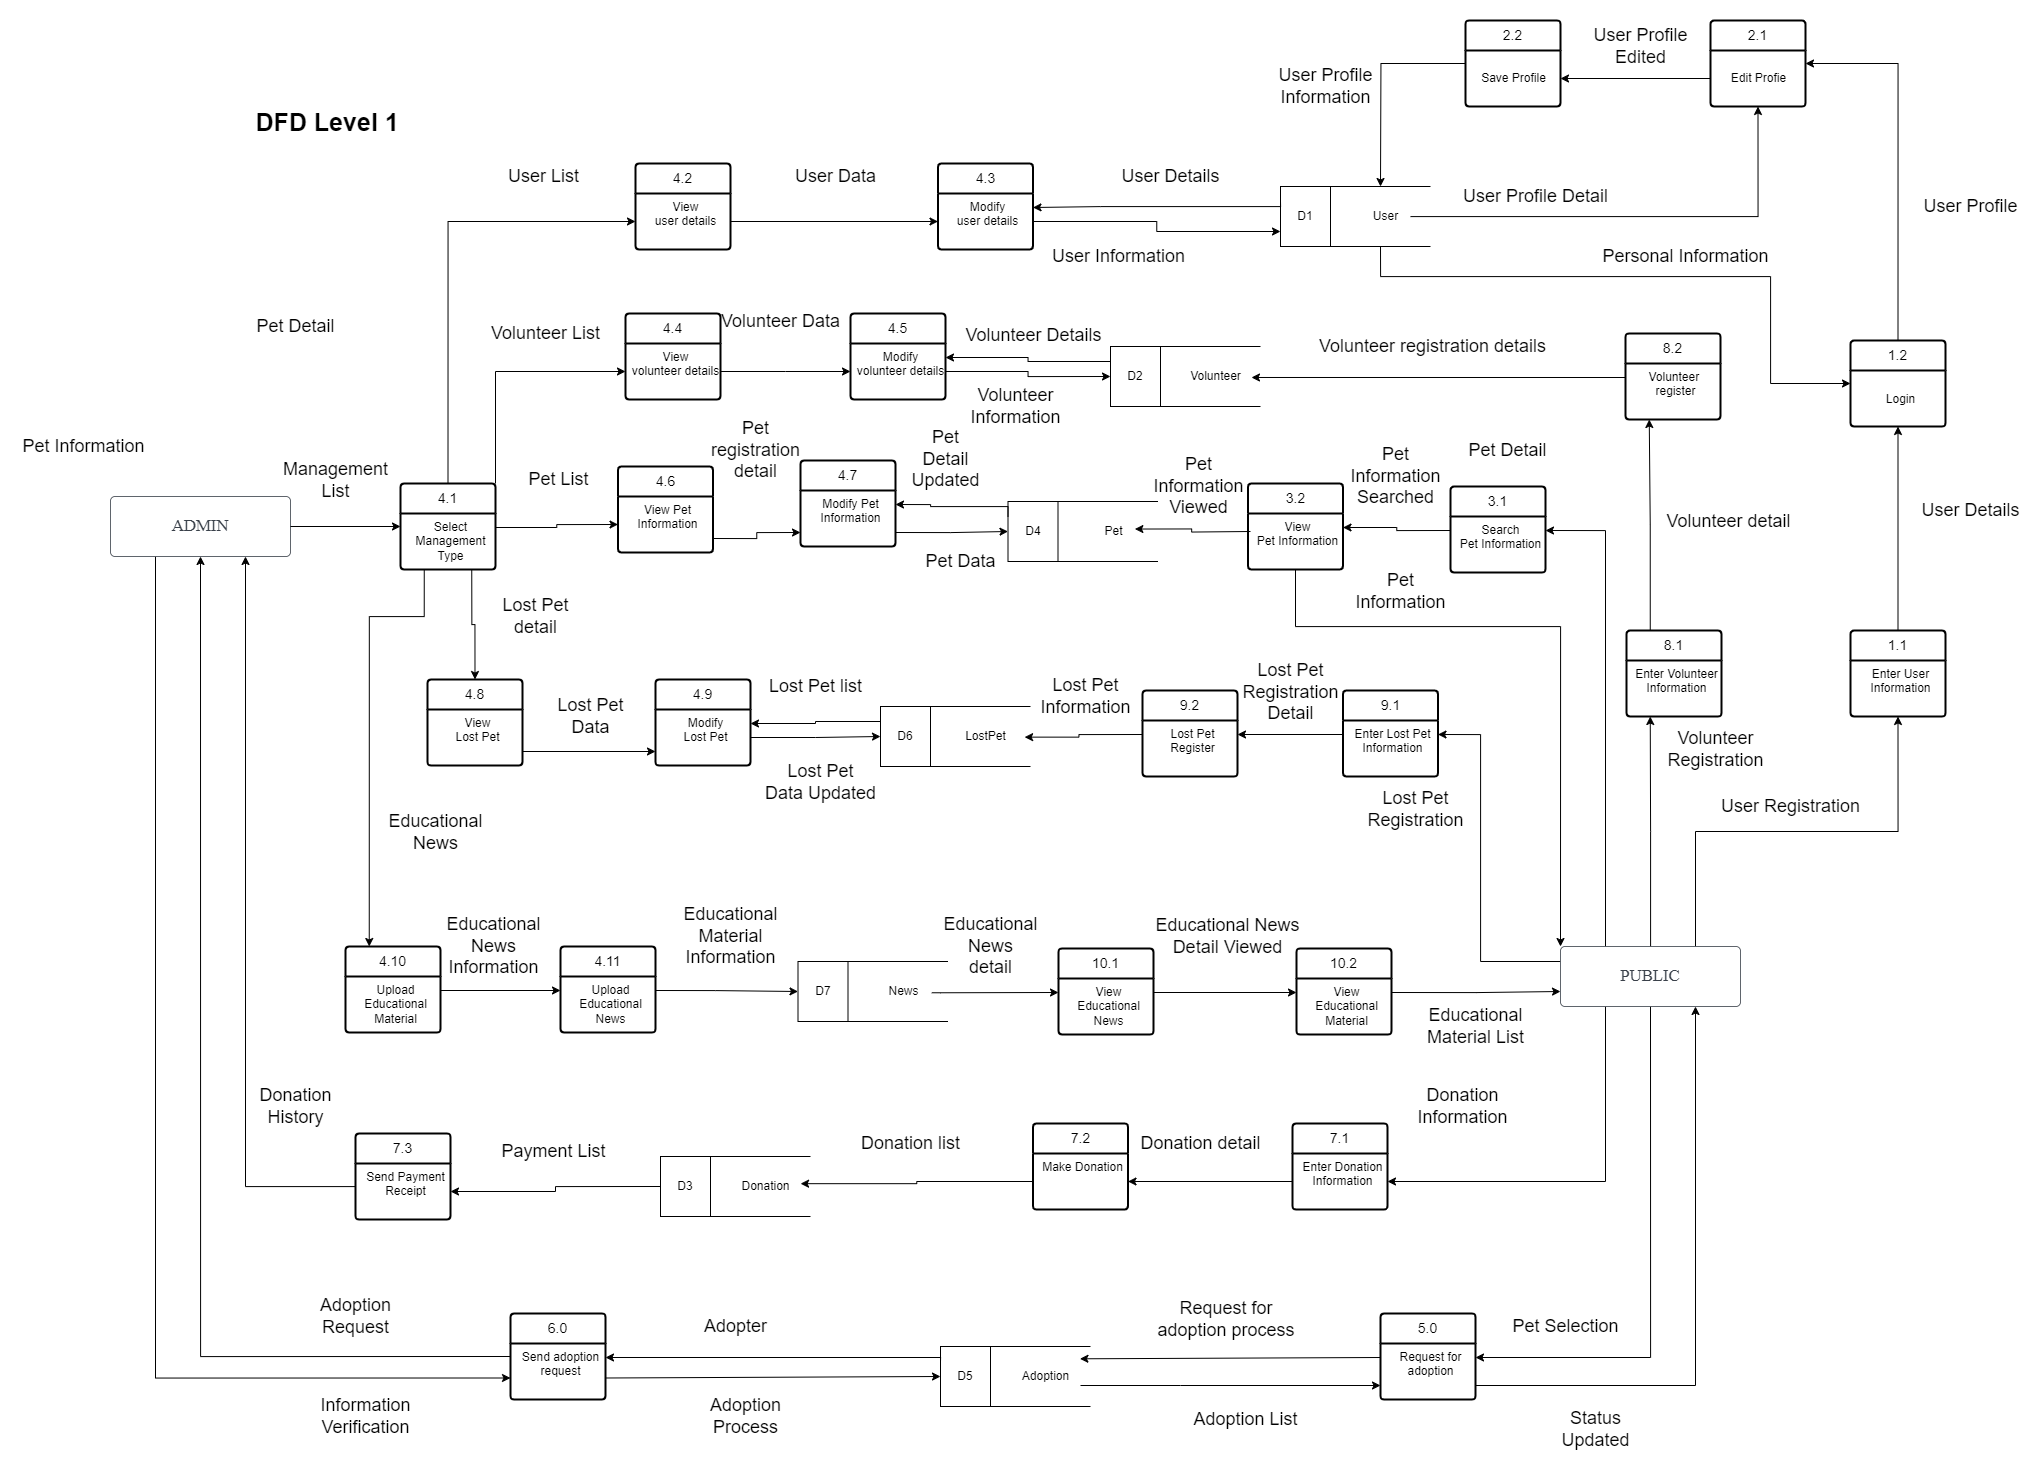 2.2
Save Profile
User Profile
Edited
2.1
Edit Profie
User Profile
Information
DFD Level 1
User List
4.2
View
user details
User Data
4.3
Modify
user details
User Details
D1
User
User Profile Detail
User Profile
User Information
Personal Information
Pet Detail
Volunteer List
4.4
View
volunteer details
Volunteer Data
4.5
Modify
volunteer details
Volunteer Details
D2
Volunteer
Volunteer registration details
8.2
Volunteer
register
1.2
Login
Volunteer
Information
Pet Information
Management
List
ADMIN
4.1
Select
Management
Type
Pet List
4.6
View Pet
Information
Pet
registration
detail
4.7
Modify Pet
Information
Pet
Detail
Updated
Pet Data
D4
Pet
Pet
Information
Viewed
3.2
View
Pet Information
Pet
Information
Searched
Pet Detail
3.1
Search
Pet Information
Volunteer detail
User Details
Pet
Information
Lost Pet
detail
4.8
View
Lost Pet
Lost Pet
Data
4.9
Modify
Lost Pet
Lost Pet list
Lost Pet
Data Updated
D6
LostPet
Lost Pet
Information
9.2
Lost Pet
Register
Lost Pet
Registration
Detail
9.1
Enter Lost Pet
Information
Lost Pet
Registration
8.1
Enter Volunteer
Information
1.1
Enter User
Information
Volunteer
Registration
User Registration
Educational
News
4.10
Upload
Educational
Material
Educational
News
Information
4.11
Upload
Educational
News
Educational
Material
Information
D7
News
Educational
News
detail
10.1
View
Educational
News
Educational News
Detail Viewed
10.2
View
Educational
Material
Educational
Material List
PUBLIC
Donation
History
7.3
Send Payment
Receipt
Payment List
D3
Donation
Donation list
7.2
Make Donation
Donation detail
7.1
Enter Donation
Information
Donation
Information
Adoption
Request
6.0
Send adoption
request
Adopter
D5
Adoption
Request for
adoption process
5.0
Request for
adoption
Pet Selection
Information
Verification
Adoption
Process
Adoption List
Status
Updated